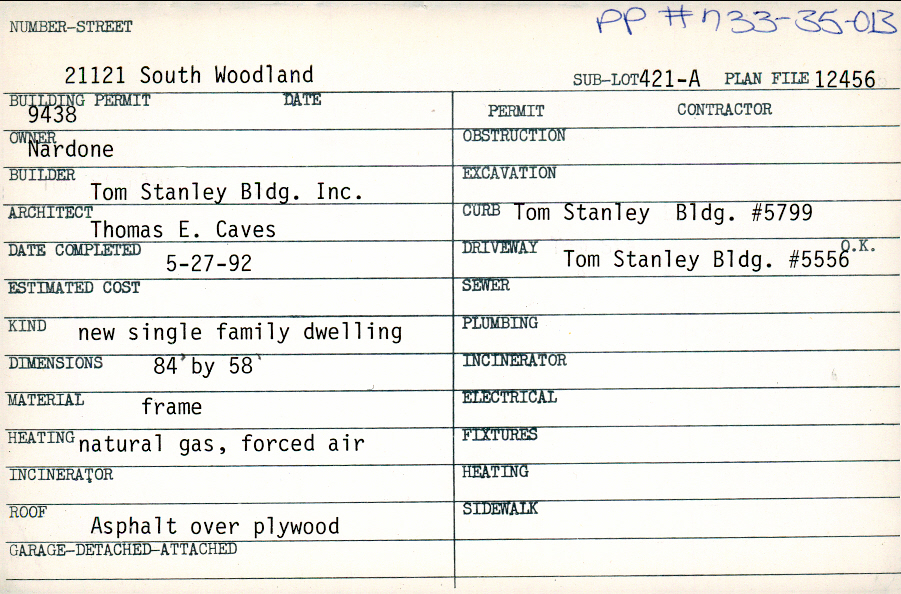 NUMBER-STREET
PP # 733-35-013
21121 South Woodland
SUB-LOT 421-A PLAN FILE 12456
BUILDING PERMIT DATE
9438
PERMIT CONTRACTOR
OWNER
Nardone
OBSTRUCTION
BUILDER
Tom Stanley Bldg. Inc.
EXCAVATION
ARCHITECT
Thomas E. Caves
CURB Tom Stanley Bldg. #5799
DATE COMPLETED
5-27-92
DRIVEWAY Tom Stanley Bldg. #5556 O.K.
ESTIMATED COST
SEWER
KIND new single family dwelling
PLUMBING
DIMENSIONS 84' by 58'
INCINERATOR
MATERIAL frame
ELECTRICAL
HEATING natural gas, forced air
FIXTURES
INCINERATOR
HEATING
ROOF
Asphalt over plywood
SIDEWALK
GARAGE-DETACHED-ATTACHED